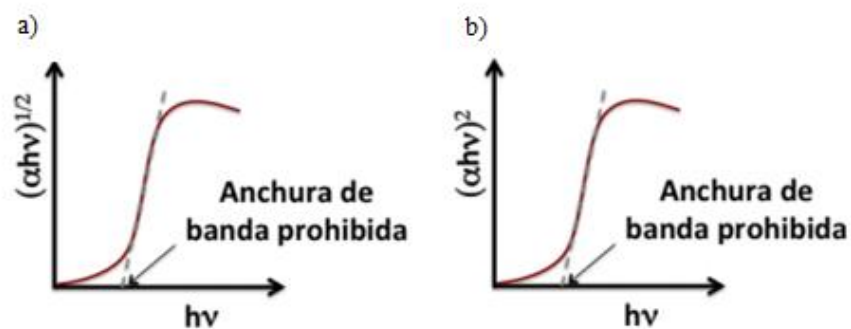 a)
(αhν)^{1/2}
Anchura de
banda prohibida
hν
b)
(αhν)^2
Anchura de
banda prohibida
hν